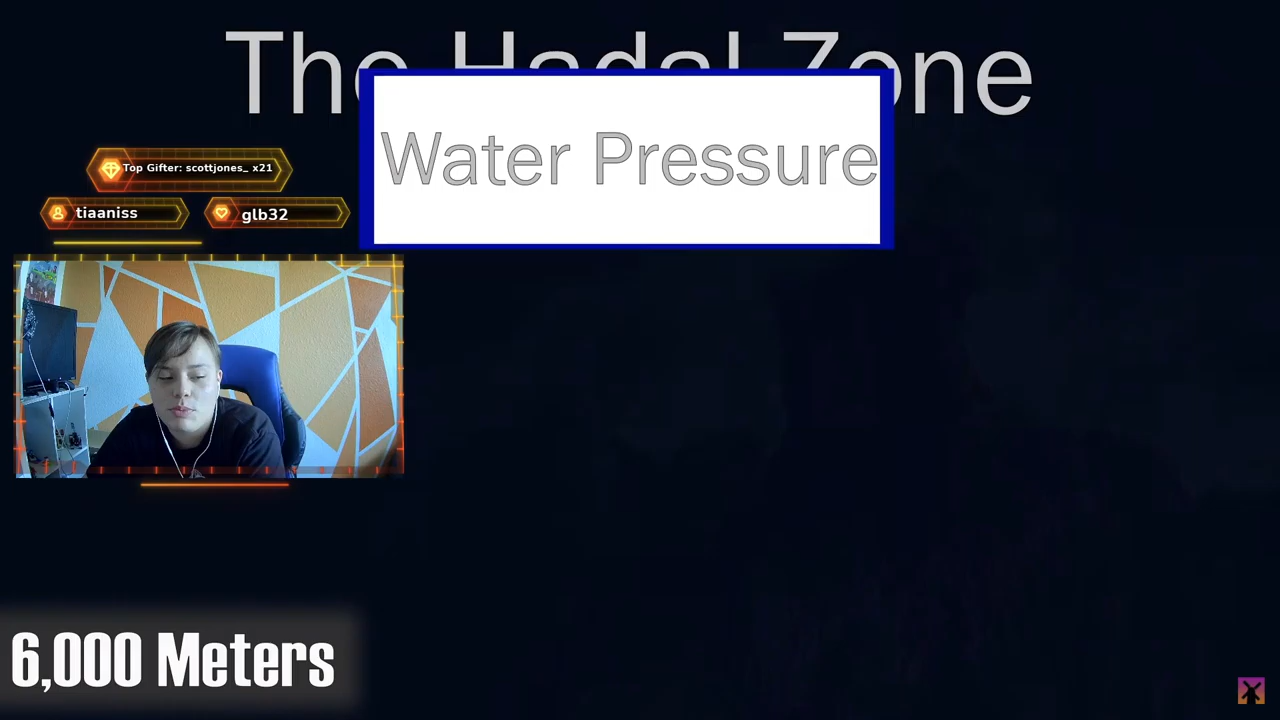 The Hadal Zone
Water Pressure
Top Gifter: scottjones_ x21
tiaaniss
glb32
6,000 Meters